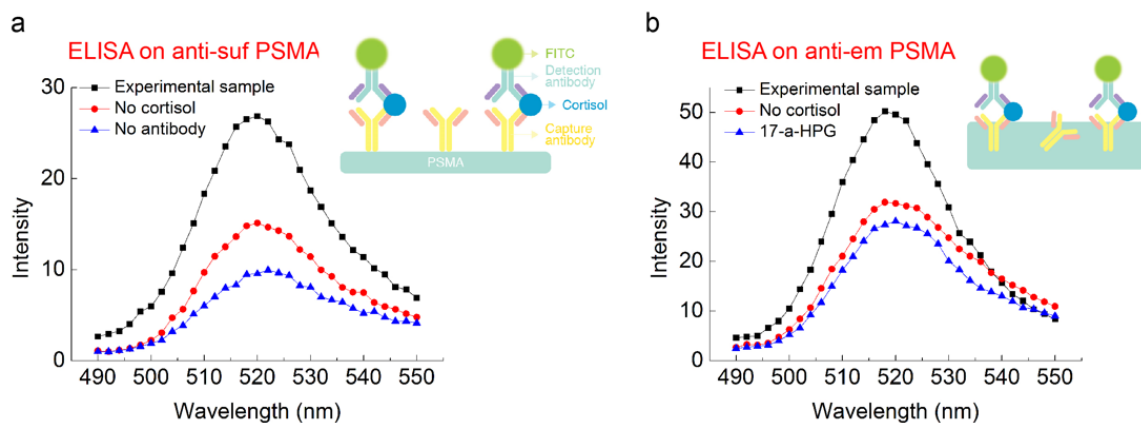 a
ELISA on anti-suf PSMA
Experimental sample
No cortisol
No antibody
FITC
Detection
antibody
Cortisol
Capture
antibody
PSMA
30
20
10
0
Intensity
490 500 510 520 530 540 550
Wavelength (nm)
b
ELISA on anti-em PSMA
Experimental sample
No cortisol
17-a-HPG
50
40
30
20
10
0
Intensity
490 500 510 520 530 540 550
Wavelength (nm)